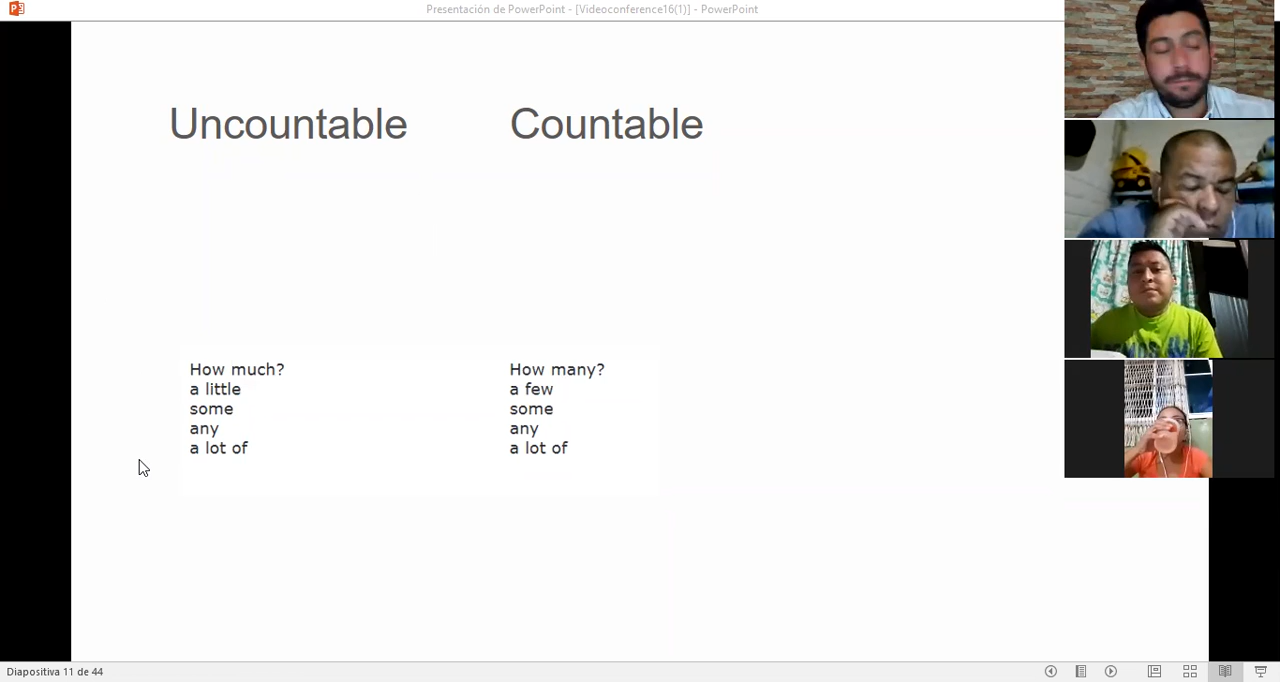 Presentación de PowerPoint - [Videoconference16(1)] - PowerPoint
Uncountable
Countable
How much?
a little
some
any
a lot of
How many?
a few
some
any
a lot of
Diapositiva 11 de 44